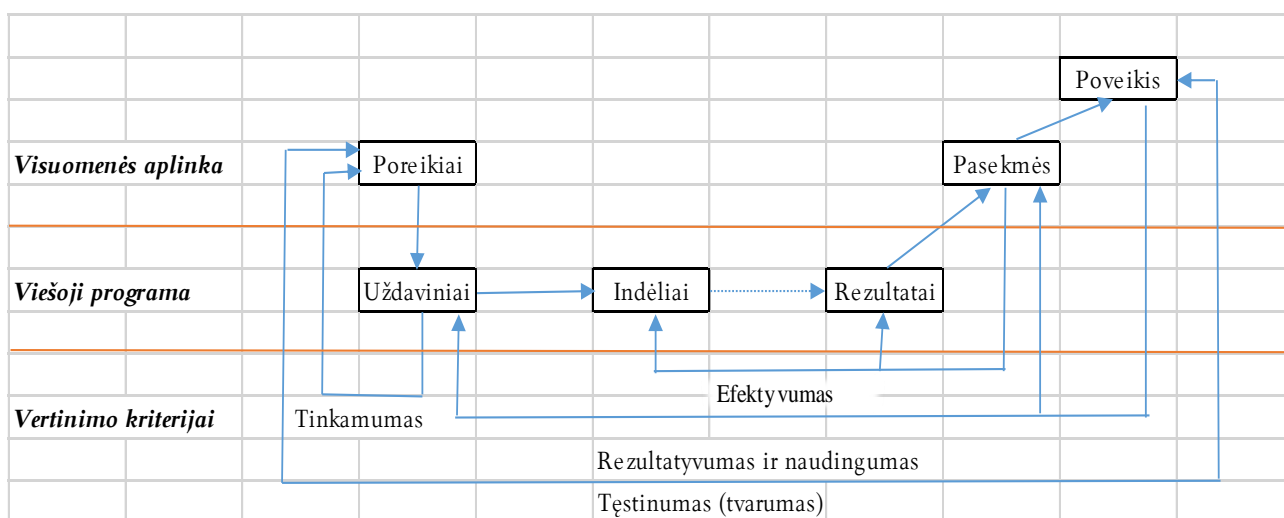 Poveikis
Visuomenės aplinka
Poreikiai
Pasekmės
Viešoji programa
Uždaviniai
Indėliai
Rezultatai
Efektyvumas
Vertinimo kriterijai
Tinkamumas
Rezultatyvumas ir naudingumas
Tęstinumas (tvarumas)